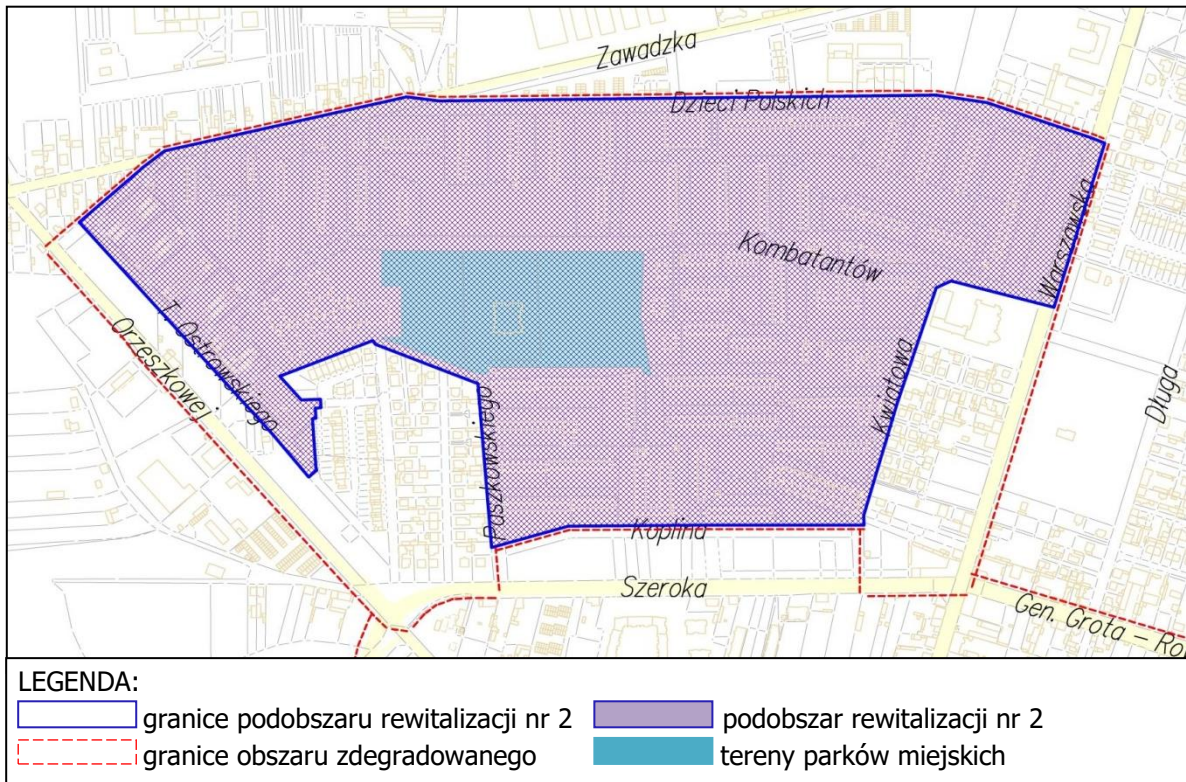 Zawadzka
Dzieci Polskich
Warszawska
Kombatantów
T. Ostrowskiego
Orzeszkowej
Kwiatowa
Długa
Paszkowskiego
Koplina
Szeroka
Gen. Grota – Ro
LEGENDA:
granice podobszaru rewitalizacji nr 2
podobszar rewitalizacji nr 2
granice obszaru zdegradowanego
tereny parków miejskich